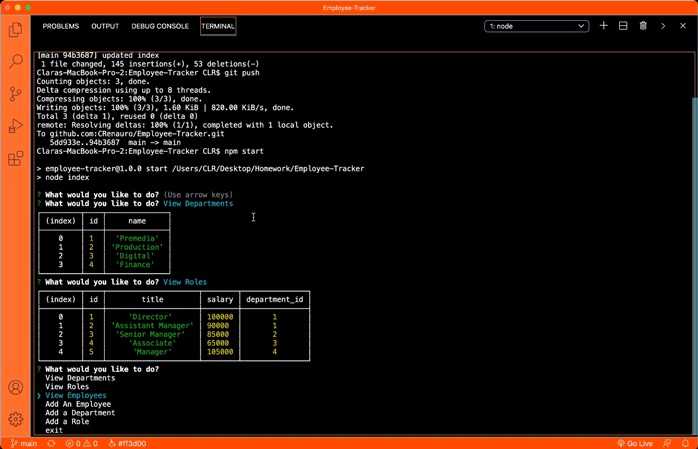 Employee-Tracker
PROBLEMS OUTPUT DEBUG CONSOLE TERMINAL 1: node
[main 94b3687] updated index
1 file changed, 145 insertions(+), 53 deletions(-)
Claras-MacBook-Pro-2:Employee-Tracker CLR$ git push
Counting objects: 3, done.
Delta compression using up to 8 threads.
Compressing objects: 100% (3/3), done.
Writing objects: 100% (3/3), 1.60 KiB | 820.00 KiB/s, done.
Total 3 (delta 1), reused 0 (delta 0)
remote: Resolving deltas: 100% (1/1), completed with 1 local object.
To github.com:CRenauro/Employee-Tracker.git
5dd933e..94b3687 main -> main
Claras-MacBook-Pro-2:Employee-Tracker CLR$ npm start
> employee-tracker@1.0.0 start /Users/CLR/Desktop/Homework/Employee-Tracker
> node index
? What would you like to do? (Use arrow keys)
? What would you like to do? View Departments
(index) id name
0 1 'Premedia'
1 2 'Production'
2 3 'Digital'
3 4 'Finance'
? What would you like to do? View Roles
(index) id title salary department_id
0 1 'Director' 100000 1
1 2 'Assistant Manager' 90000 1
2 3 'Senior Manager' 85000 2
3 4 'Associate' 65000 3
4 5 'Manager' 105000 4
? What would you like to do?
View Departments
View Roles
❯ View Employees
Add An Employee
Add a Department
Add a Role
exit
main 0 0 #ff3d00 Go Live